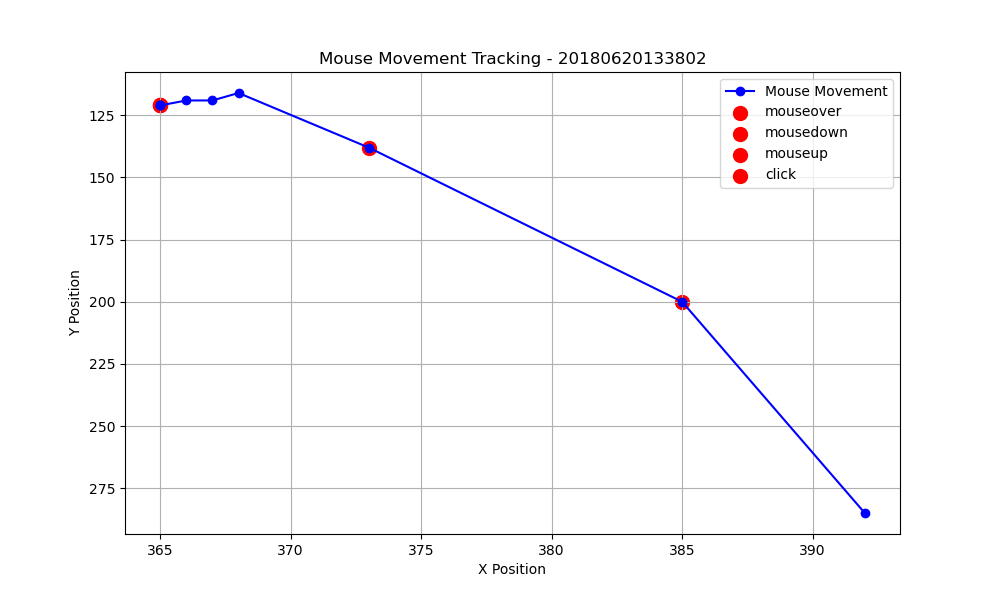 Mouse Movement Tracking - 20180620133802
Mouse Movement
mouseover
mousedown
mouseup
click
Y Position
125
150
175
200
225
250
275
365 370 375 380 385 390
X Position